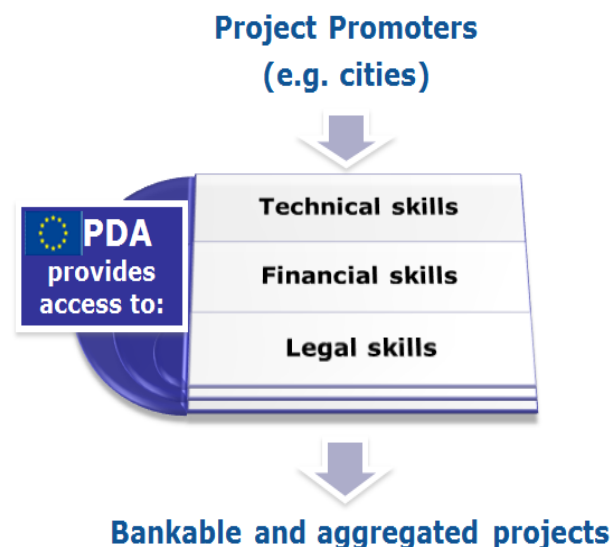 Project Promoters
(e.g. cities)
PDA
provides
access to:
Technical skills
Financial skills
Legal skills
Bankable and aggregated projects